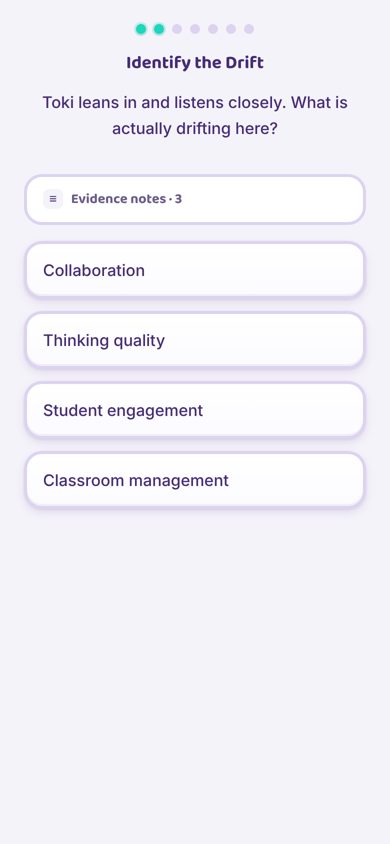 Identify the Drift
Toki leans in and listens closely. What is
actually drifting here?
Evidence notes · 3
Collaboration
Thinking quality
Student engagement
Classroom management